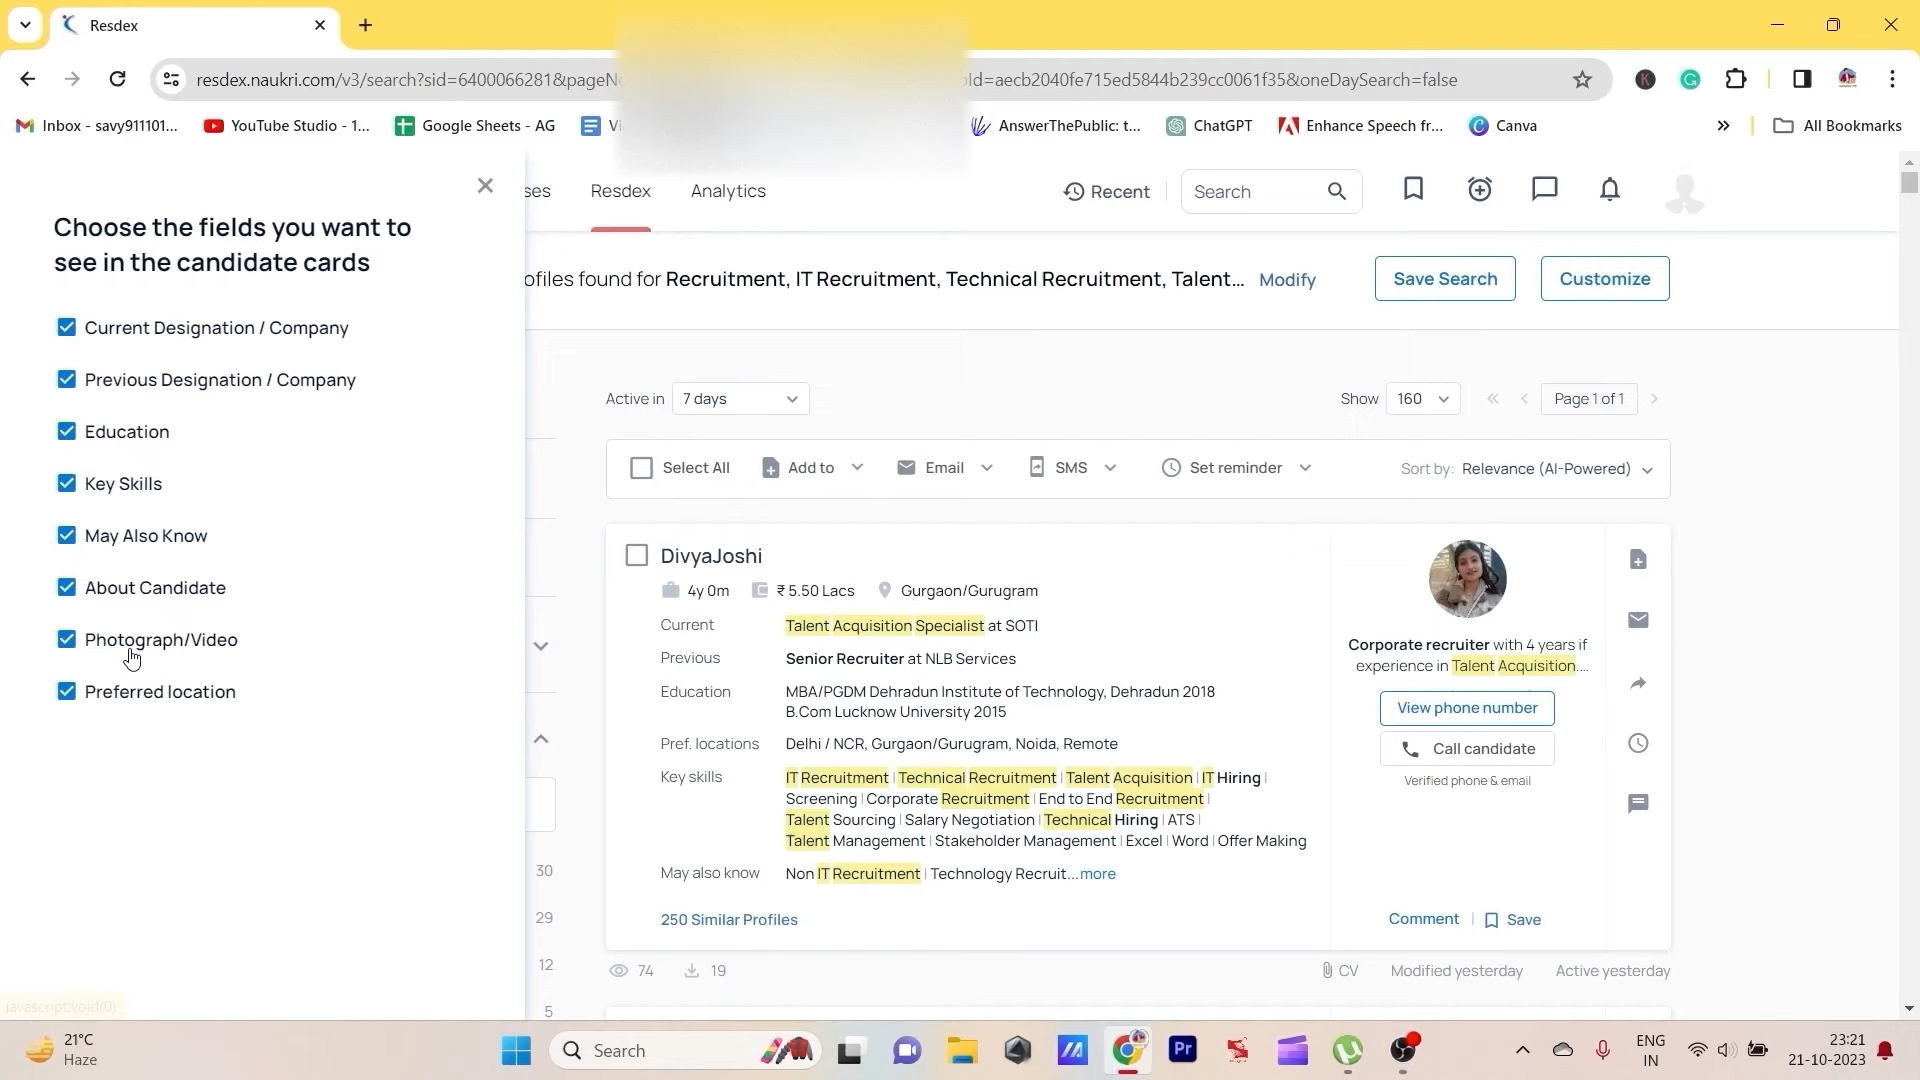 Resdex
resdex.naukri.com/v3/search?sid=6400066281&pageN
Id=aecb2040fe715ed5844b239cc0061f35&oneDaySearch=false
K
Inbox - savy911101...
YouTube Studio - 1...
Google Sheets - AG
AnswerThePublic: t...
ChatGPT
Enhance Speech fr...
Canva
All Bookmarks
Choose the fields you want to
see in the candidate cards
Current Designation / Company
Previous Designation / Company
Education
Key Skills
May Also Know
About Candidate
Photograph/Video
Preferred location
javascript:void(0)
ses
Resdex
Analytics
Recent
Search
ofiles found for Recruitment, IT Recruitment, Technical Recruitment, Talent... Modify
Save Search
Customize
Active in 7 days
Show 160
Page 1 of 1
Select All
Add to
Email
SMS
Set reminder
Sort by: Relevance (AI-Powered)
DivyaJoshi
4y 0m
₹ 5.50 Lacs
Gurgaon/Gurugram
Current Talent Acquisition Specialist at SOTI
Previous Senior Recruiter at NLB Services
Education MBA/PGDM Dehradun Institute of Technology, Dehradun 2018
B.Com Lucknow University 2015
Pref. locations Delhi / NCR, Gurgaon/Gurugram, Noida, Remote
Key skills IT Recruitment | Technical Recruitment | Talent Acquisition | IT Hiring |
Screening | Corporate Recruitment | End to End Recruitment |
Talent Sourcing | Salary Negotiation | Technical Hiring | ATS |
Talent Management | Stakeholder Management | Excel | Word | Offer Making
May also know Non IT Recruitment | Technology Recruit...more
250 Similar Profiles
Corporate recruiter with 4 years if
experience in Talent Acquisition....
View phone number
Call candidate
Verified phone & email
Comment | Save
74
19
CV
Modified yesterday
Active yesterday
30
29
12
5
21°C
Haze
Search
Pr
ENG
IN
23:21
21-10-2023